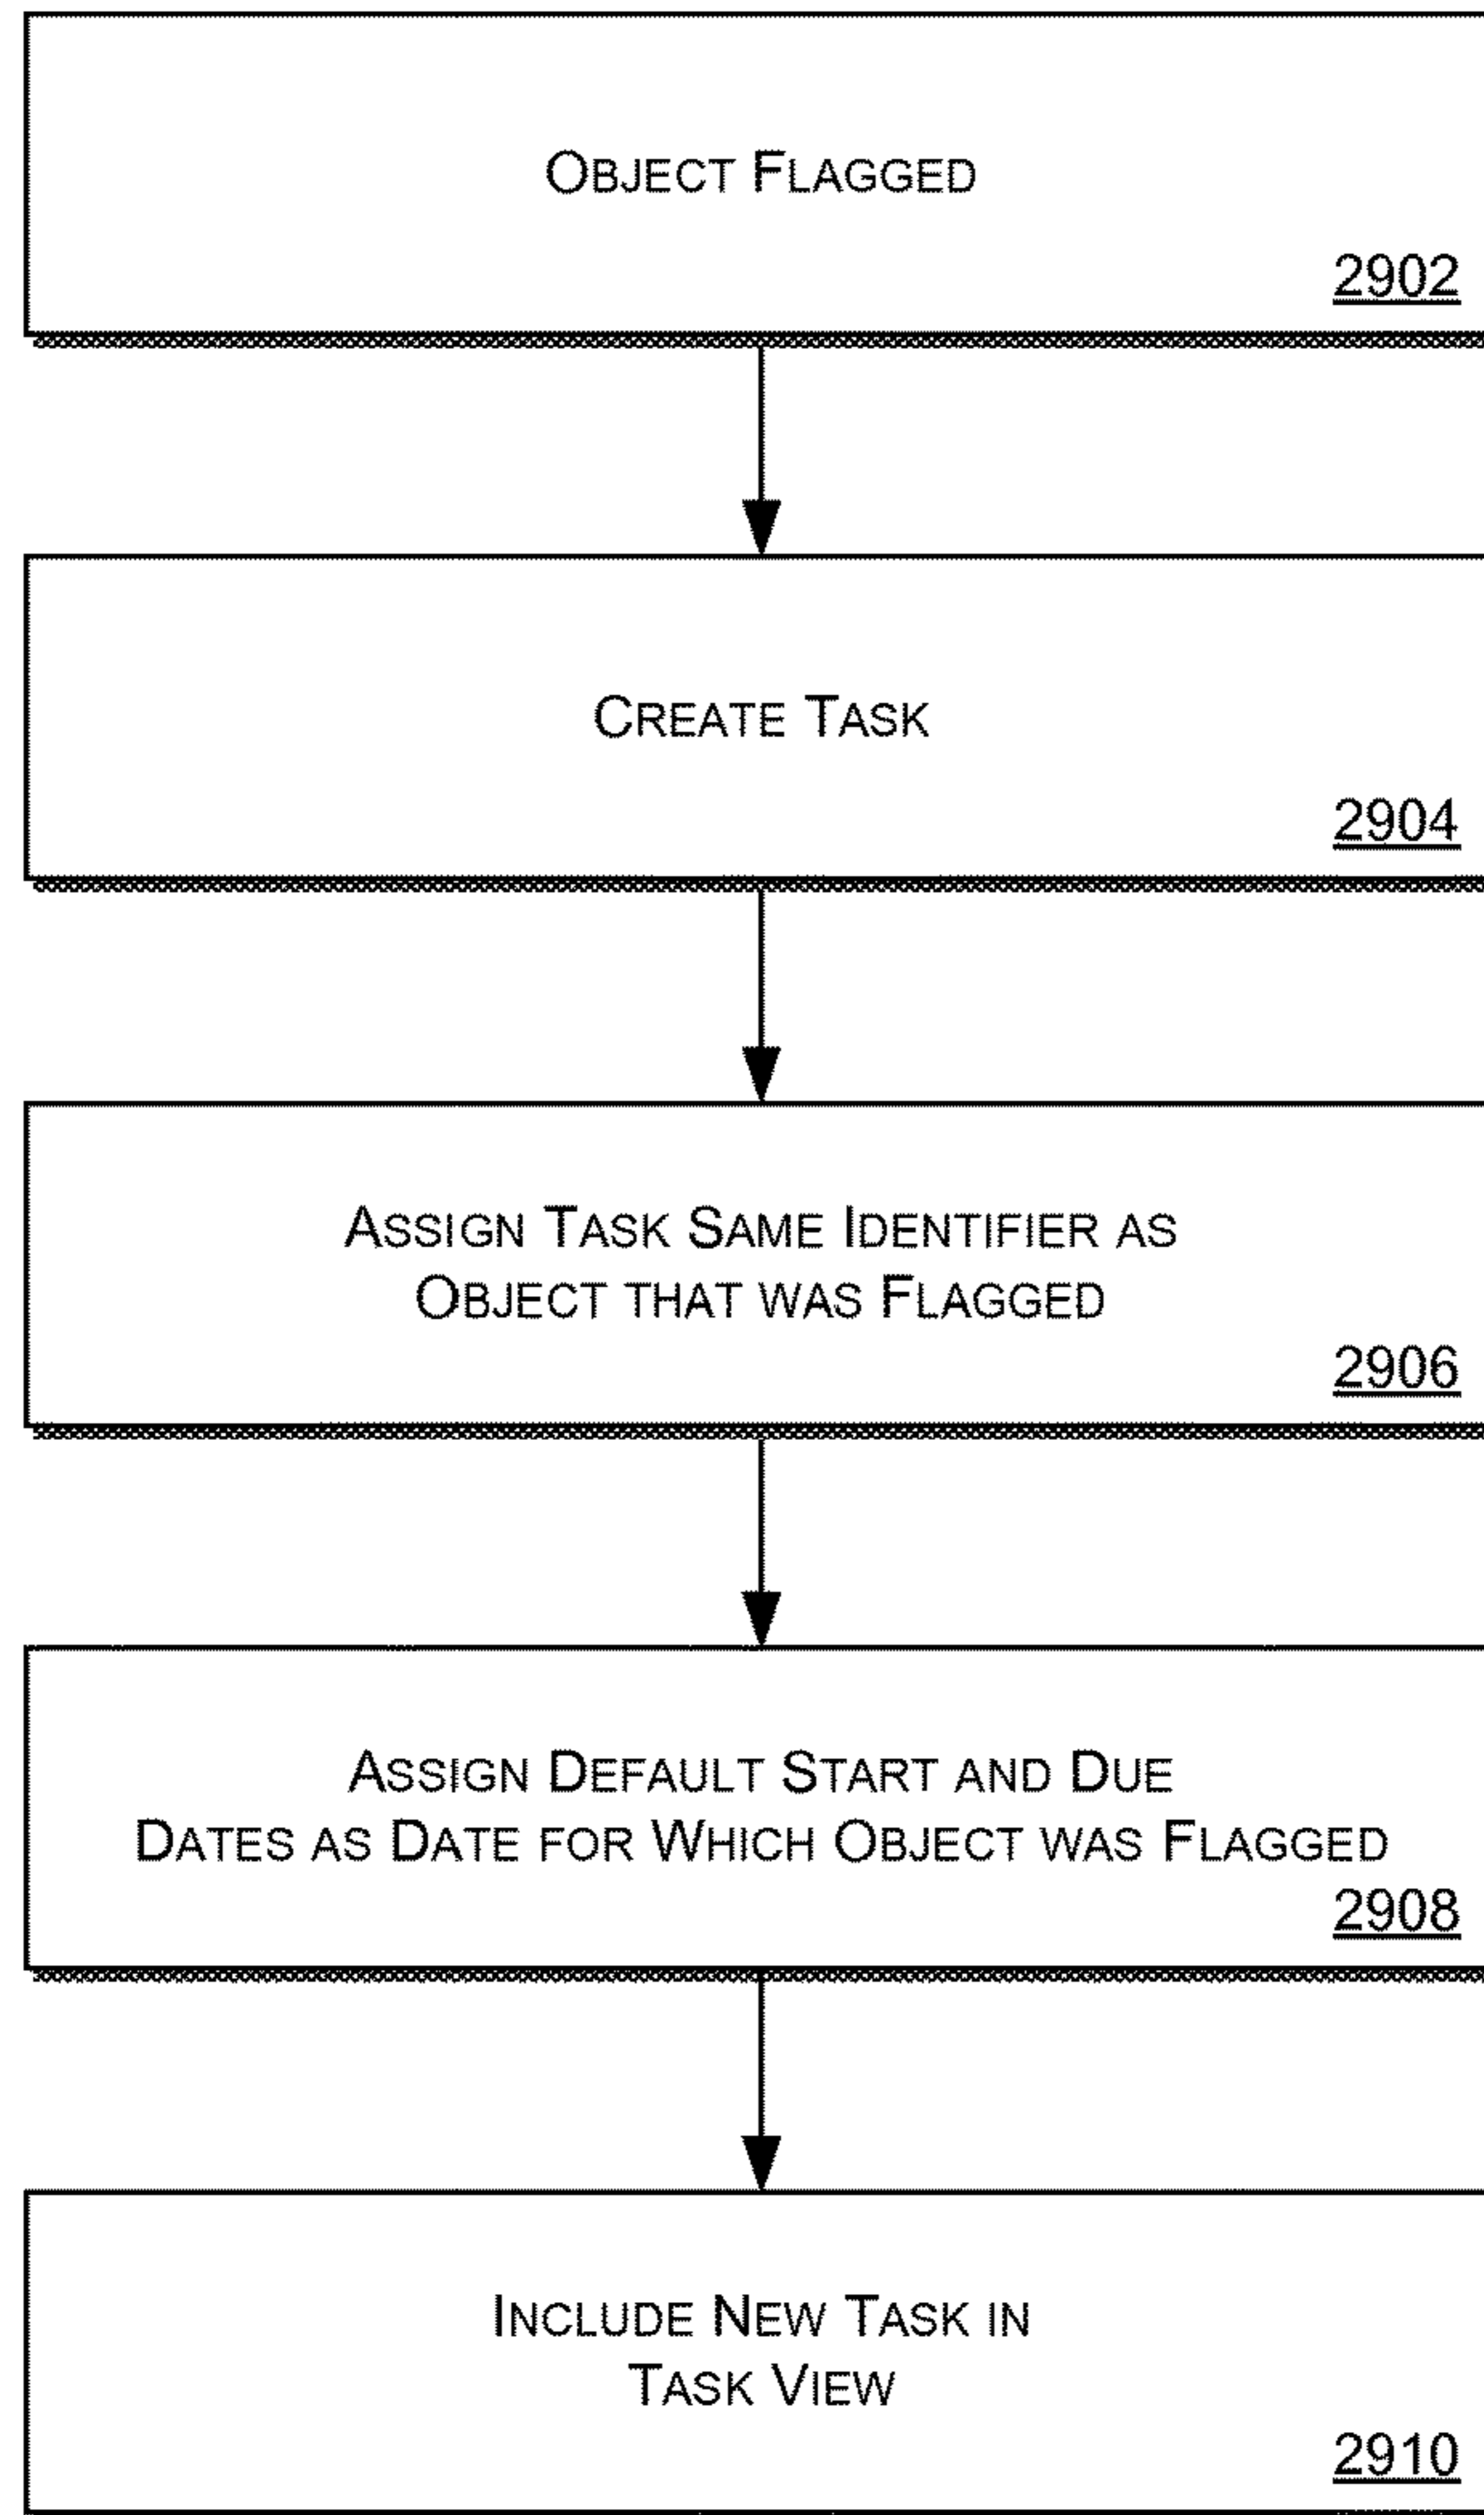 Object Flagged
2902
Create Task
2904
Assign Task Same Identifier as
Object that was Flagged
2906
Assign Default Start and Due
Dates as Date for Which Object was Flagged
2908
Include New Task in
Task View
2910